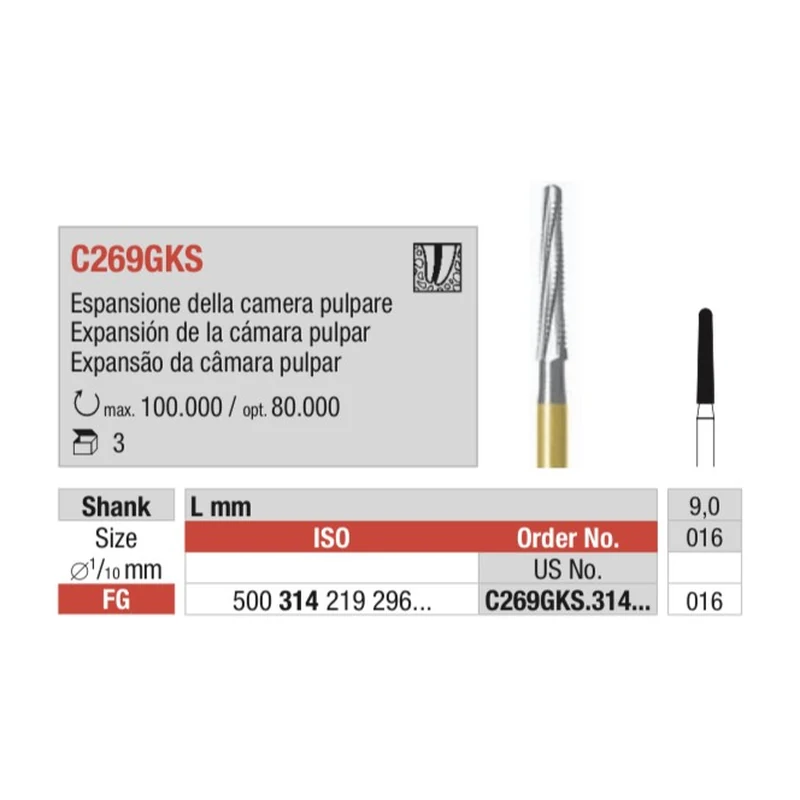 C269GKS
Espansione della camera pulpare
Expansión de la cámara pulpar
Expansão da câmara pulpar
max. 100.000 / opt. 80.000
3
Shank L mm 9,0
Size ISO Order No. 016
∅1/10 mm US No.
FG 500 314 219 296... C269GKS.314... 016